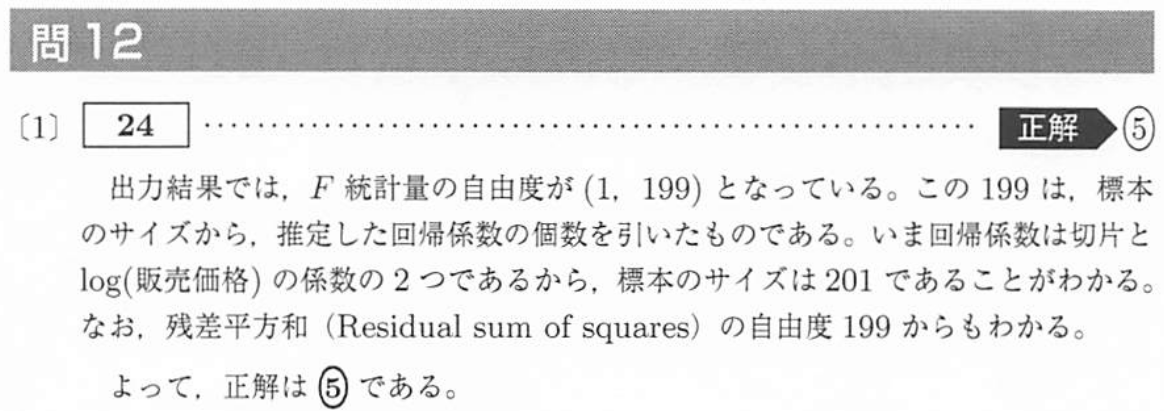 問12
〔1〕 24 ………………………………………………… 正解 ⑤
出力結果では，F 統計量の自由度が (1，199) となっている。この 199 は，標本
のサイズから，推定した回帰係数の個数を引いたものである。いま回帰係数は切片と
log(販売価格) の係数の 2 つであるから，標本のサイズは 201 であることがわかる。
なお，残差平方和（Residual sum of squares）の自由度 199 からもわかる。
よって，正解は ⑤ である。